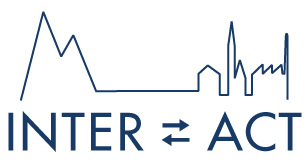 INTER ⇄ ACT